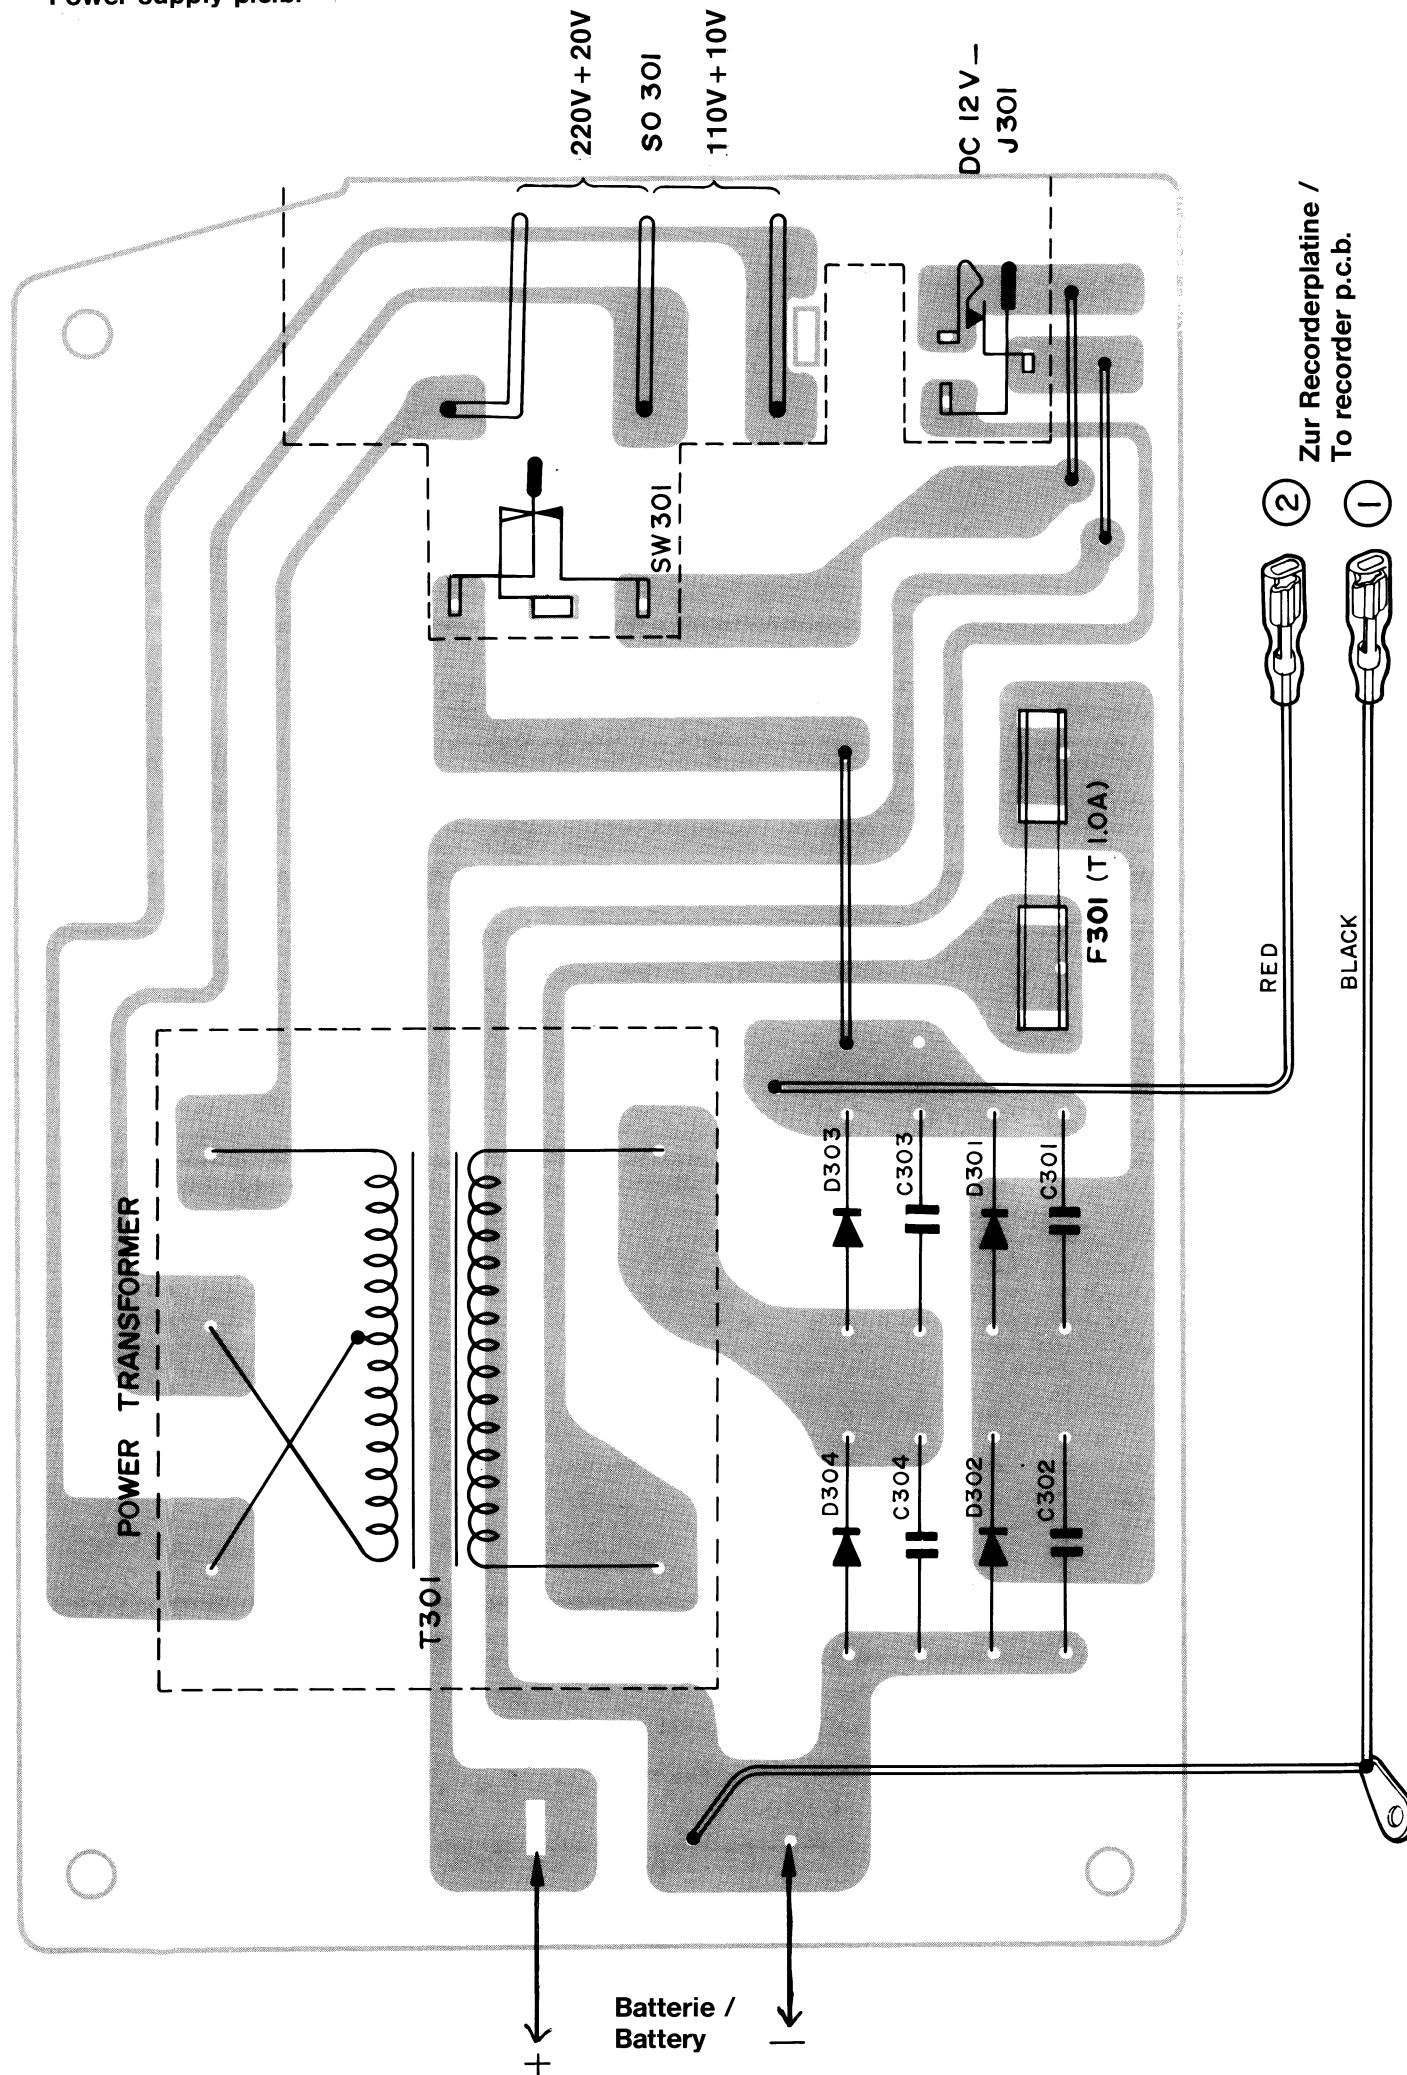 Power supply p.c.b.
220V + 20V
SO 301
110V + 10V
DC 12 V –
J301
Zur Recorderplatine /
To recorder p.c.b.
2
1
SW301
F301 (T 1.0A)
RED
BLACK
POWER TRANSFORMER
T301
D303
C303
D301
C301
D304
C304
D302
C302
Batterie /
Battery
+
—